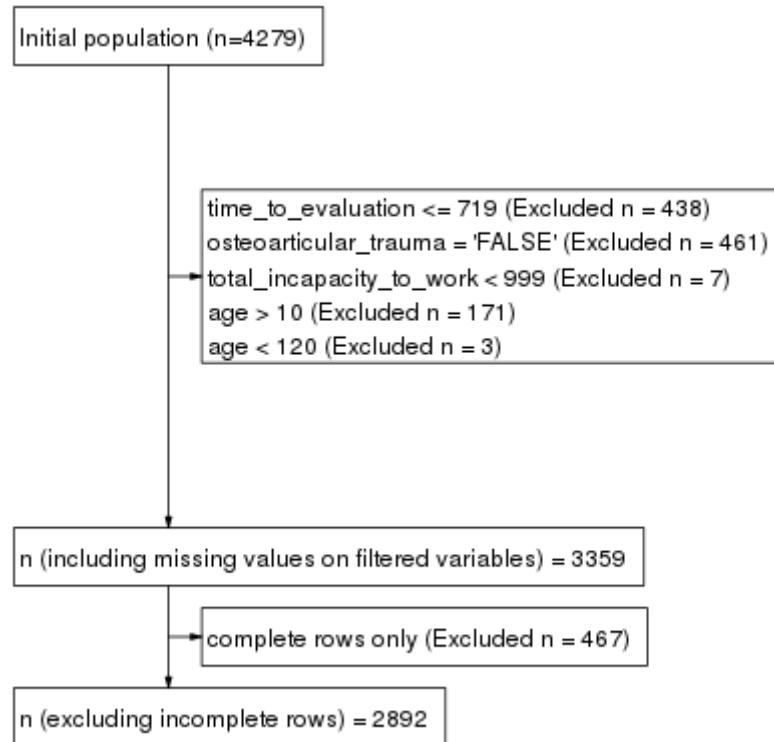 Initial population (n=4279)
time_to_evaluation <= 719 (Excluded n = 438)
osteoarticular_trauma = 'FALSE' (Excluded n = 461)
total_incapacity_to_work < 999 (Excluded n = 7)
age > 10 (Excluded n = 171)
age < 120 (Excluded n = 3)
n (including missing values on filtered variables) = 3359
complete rows only (Excluded n = 467)
n (excluding incomplete rows) = 2892